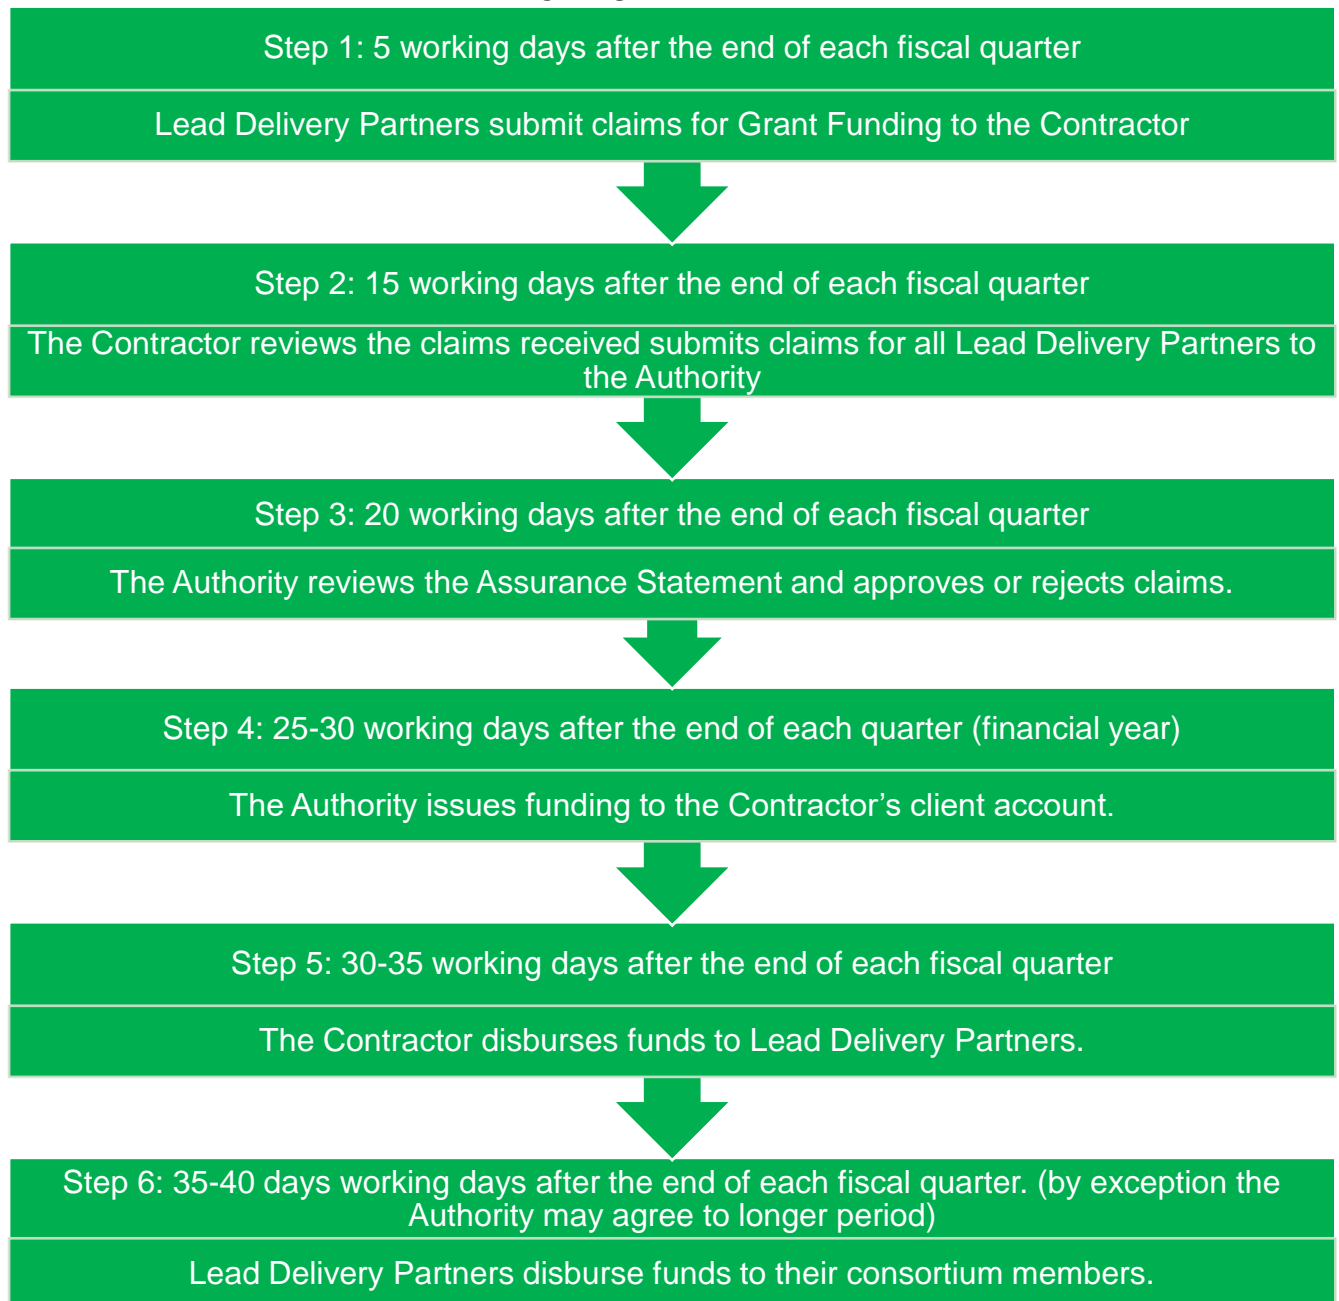 Step 1: 5 working days after the end of each fiscal quarter
Lead Delivery Partners submit claims for Grant Funding to the Contractor
Step 2: 15 working days after the end of each fiscal quarter
The Contractor reviews the claims received submits claims for all Lead Delivery Partners to
the Authority
Step 3: 20 working days after the end of each fiscal quarter
The Authority reviews the Assurance Statement and approves or rejects claims.
Step 4: 25-30 working days after the end of each quarter (financial year)
The Authority issues funding to the Contractor’s client account.
Step 5: 30-35 working days after the end of each fiscal quarter
The Contractor disburses funds to Lead Delivery Partners.
Step 6: 35-40 days working days after the end of each fiscal quarter. (by exception the
Authority may agree to longer period)
Lead Delivery Partners disburse funds to their consortium members.